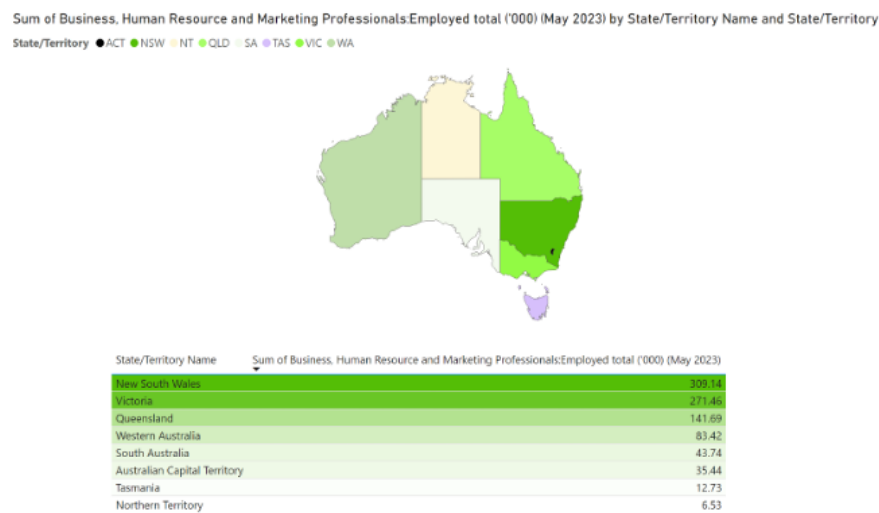 Sum of Business, Human Resource and Marketing Professionals:Employed total ('000) (May 2023) by State/Territory Name and State/Territory
State/Territory ACT NSW NT QLD SA TAS VIC WA
State/Territory Name Sum of Business, Human Resource and Marketing Professionals:Employed total ('000) (May 2023)
New South Wales 309.14
Victoria 271.46
Queensland 141.69
Western Australia 83.42
South Australia 43.74
Australian Capital Territory 35.44
Tasmania 12.73
Northern Territory 6.53